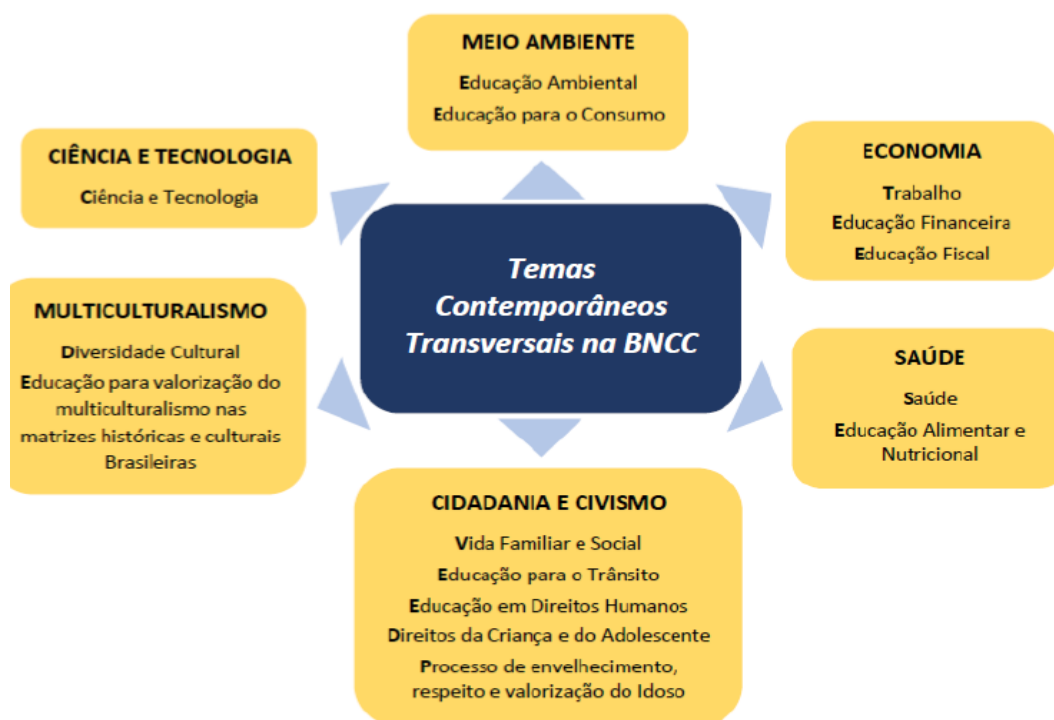 MEIO AMBIENTE
Educação Ambiental
Educação para o Consumo
CIÊNCIA E TECNOLOGIA
Ciência e Tecnologia
ECONOMIA
Trabalho
Educação Financeira
Educação Fiscal
Temas
Contemporâneos
Transversais na BNCC
MULTICULTURALISMO
Diversidade Cultural
Educação para valorização do
multiculturalismo nas
matrizes históricas e culturais
Brasileiras
SAÚDE
Saúde
Educação Alimentar e
Nutricional
CIDADANIA E CIVISMO
Vida Familiar e Social
Educação para o Trânsito
Educação em Direitos Humanos
Direitos da Criança e do Adolescente
Processo de envelhecimento,
respeito e valorização do Idoso